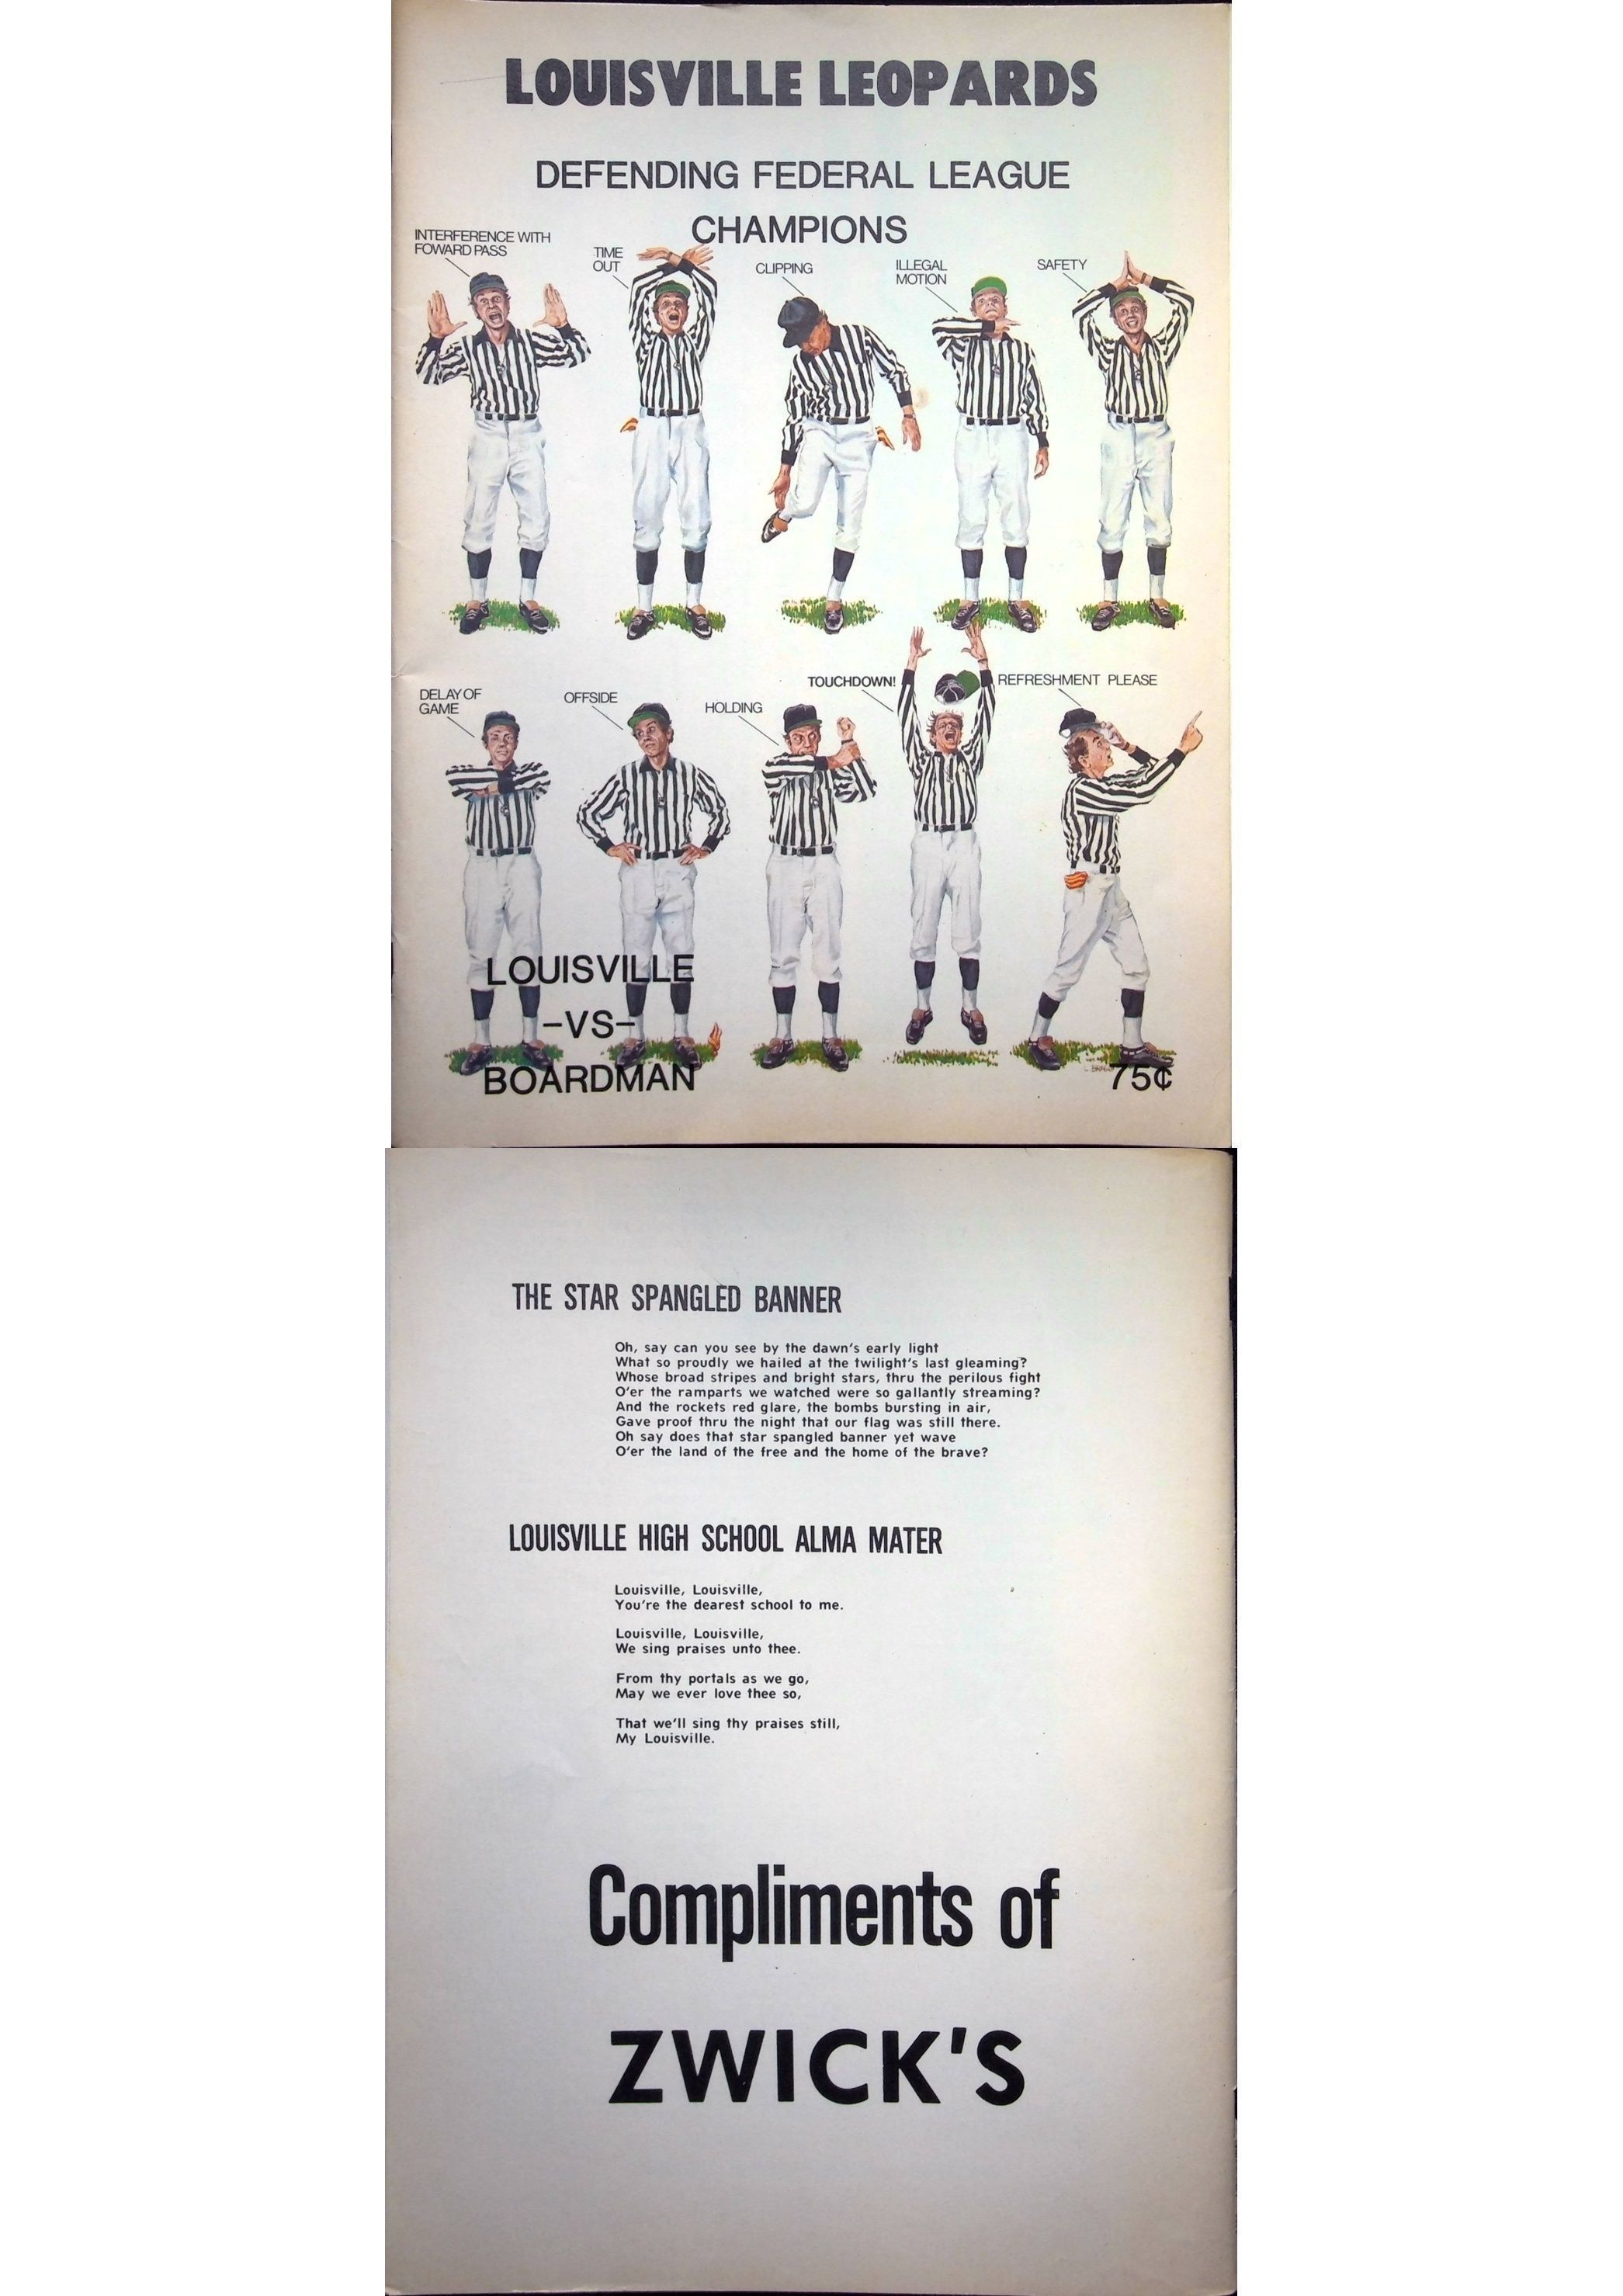 LOUISVILLE LEOPARDS
DEFENDING FEDERAL LEAGUE
CHAMPIONS
INTERFERENCE WITH
FOWARD PASS
TIME
OUT
CLIPPING
ILLEGAL
MOTION
SAFETY
DELAY OF
GAME
OFFSIDE
HOLDING
TOUCHDOWN!
REFRESHMENT PLEASE
LOUISVILLE
-VS-
BOARDMAN
75¢
THE STAR SPANGLED BANNER
Oh, say can you see by the dawn's early light
What so proudly we hailed at the twilight's last gleaming?
Whose broad stripes and bright stars, thru the perilous fight
O'er the ramparts we watched were so gallantly streaming?
And the rockets red glare, the bombs bursting in air,
Gave proof thru the night that our flag was still there.
Oh say does that star spangled banner yet wave
O'er the land of the free and the home of the brave?
LOUISVILLE HIGH SCHOOL ALMA MATER
Louisville, Louisville,
You're the dearest school to me.
Louisville, Louisville,
We sing praises unto thee.
From thy portals as we go,
May we ever love thee so,
That we'll sing thy praises still,
My Louisville.
Compliments of
ZWICK'S